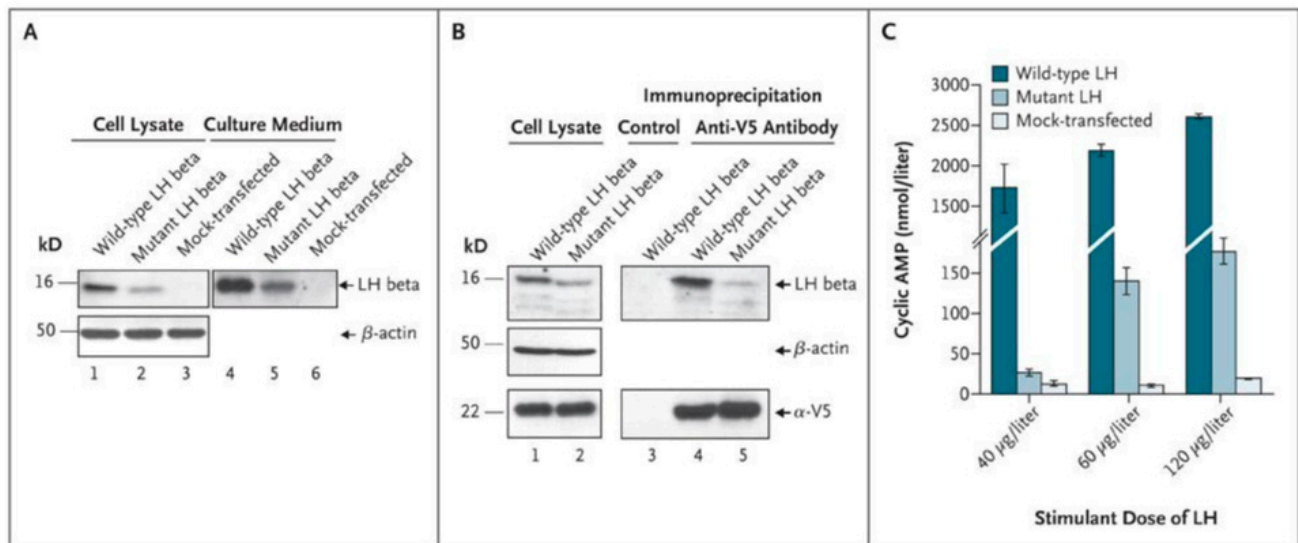 A
Cell Lysate Culture Medium
Wild-type LH beta
Mutant LH beta
Mock-transfected
Wild-type LH beta
Mutant LH beta
Mock-transfected
kD
16
LH beta
50
β-actin
1 2 3 4 5 6
B
Immunoprecipitation
Cell Lysate Control Anti-V5 Antibody
Wild-type LH beta
Mutant LH beta
Wild-type LH beta
Wild-type LH beta
Mutant LH beta
kD
16
LH beta
50
β-actin
22
α-V5
1 2 3 4 5
C
Wild-type LH
Mutant LH
Mock-transfected
Cyclic AMP (nmol/liter)
3000
2500
2000
1500
150
100
50
0
40 μg/liter
60 μg/liter
120 μg/liter
Stimulant Dose of LH